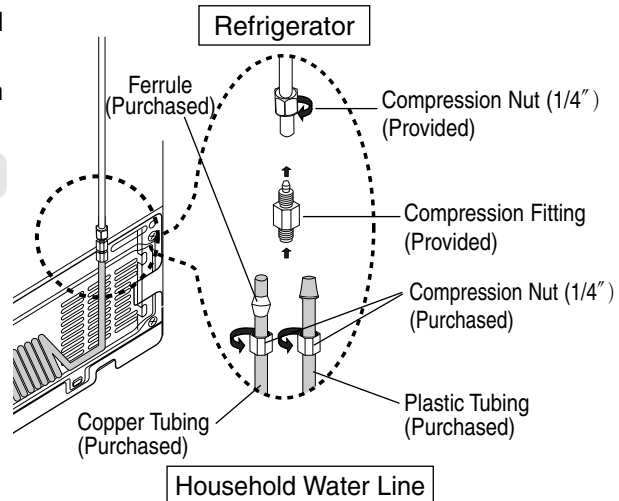 Refrigerator
Ferrule
(Purchased)
Compression Nut (1/4″)
(Provided)
Compression Fitting
(Provided)
Compression Nut (1/4″)
(Purchased)
Copper Tubing
(Purchased)
Plastic Tubing
(Purchased)
Household Water Line